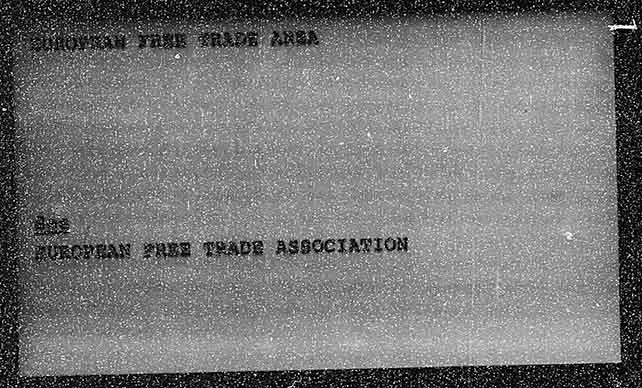 EUROPEAN FREE TRADE AREA
See
EUROPEAN FREE TRADE ASSOCIATION